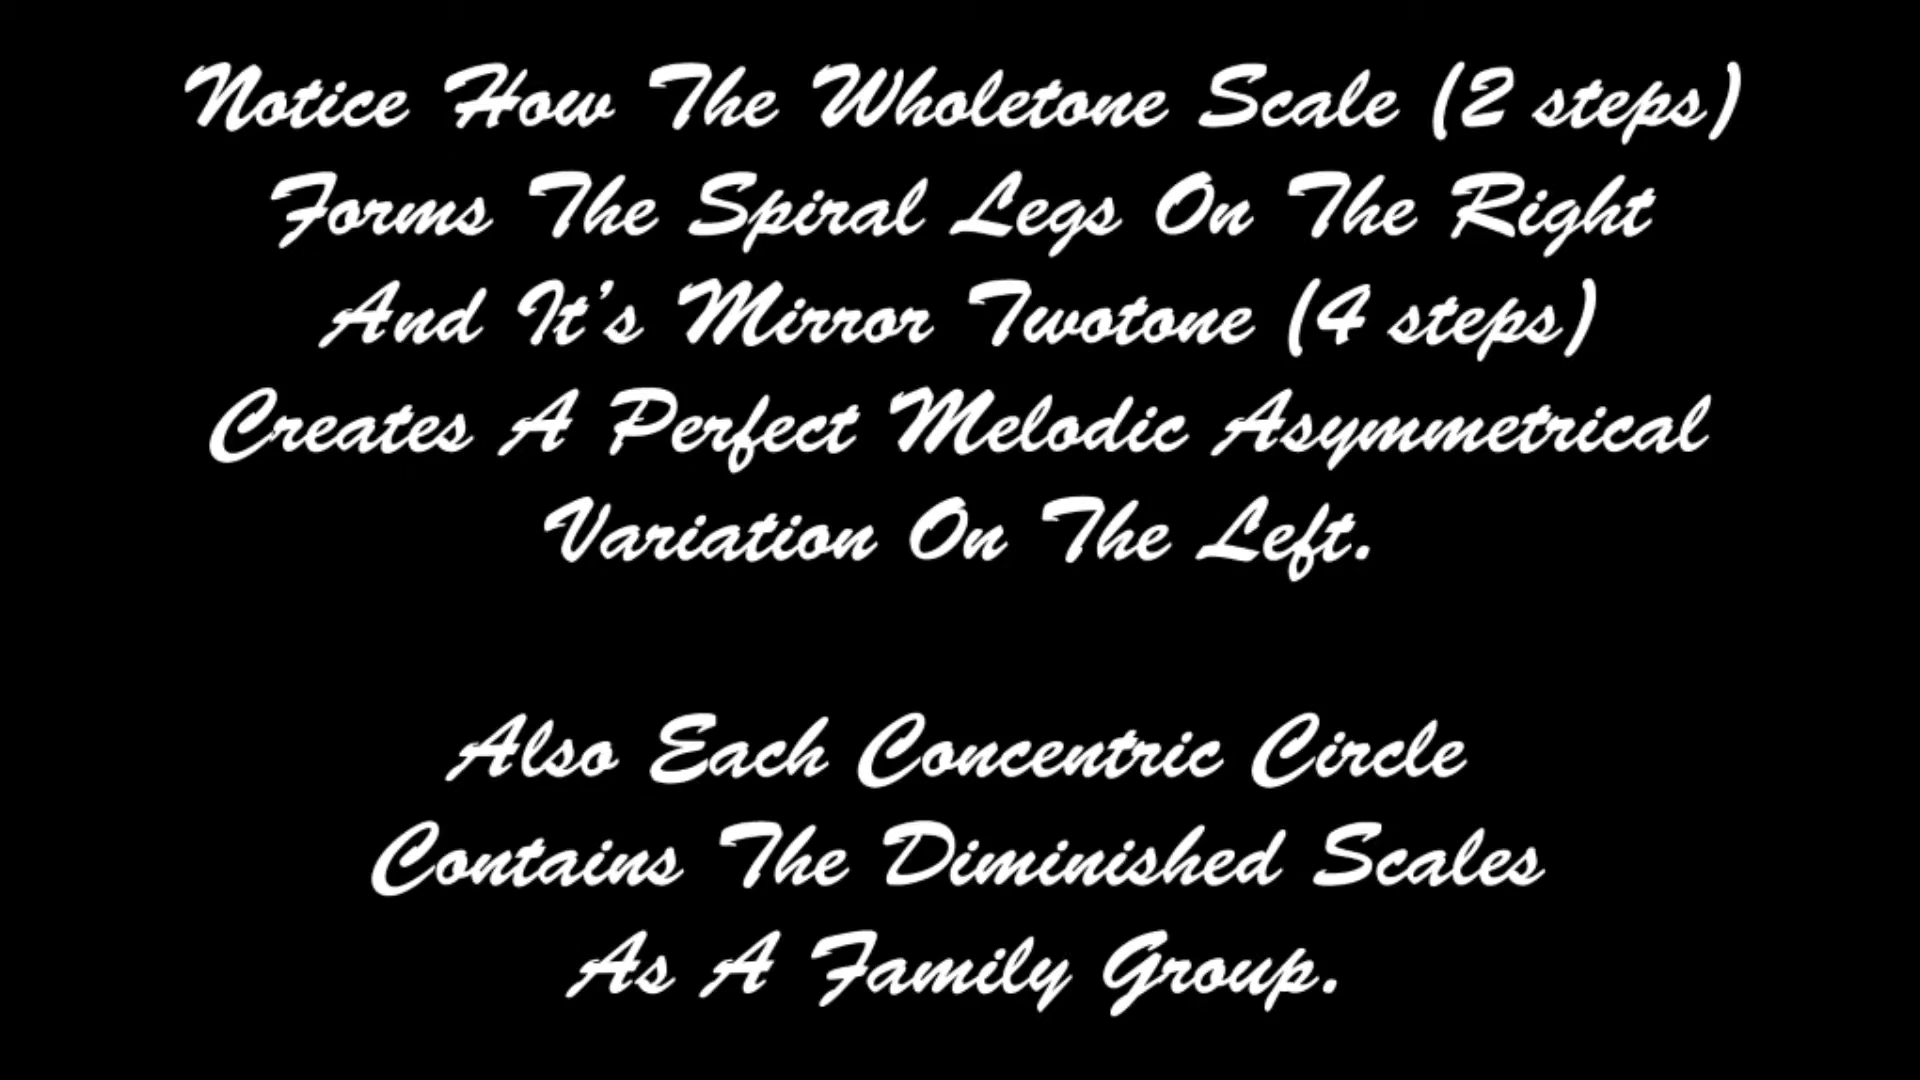 Notice How The Wholetone Scale (2 steps)
Forms The Spiral Legs On The Right
And It's Mirror Twotone (4 steps)
Creates A Perfect Melodic Asymmetrical
Variation On The Left.
Also Each Concentric Circle
Contains The Diminished Scales
As A Family Group.